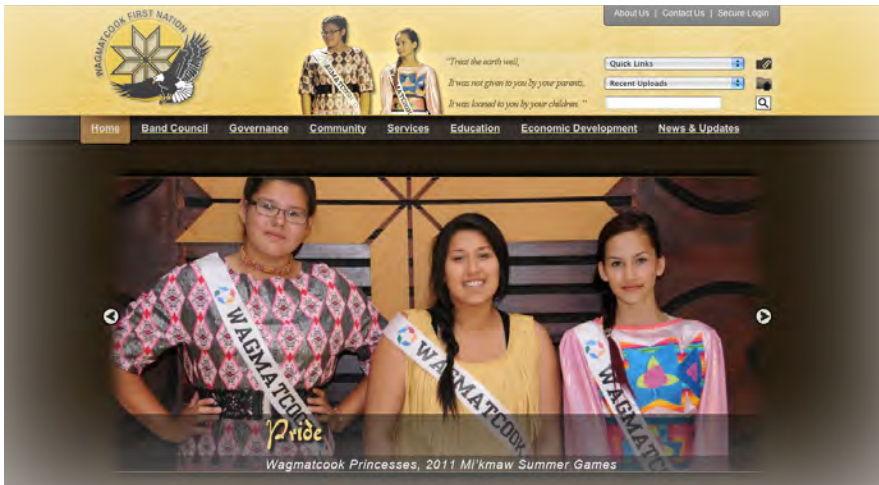 About Us | Contact Us | Secure Login
WAGMATCOOK FIRST NATION
"Treat the earth well,
It was not given to you by your parents,
It was loaned to you by your children. "
Quick Links
Recent Uploads
Home Band Council Governance Community Services Education Economic Development News & Updates
WAGMATCOOK
WAGMATCOOK
WAGMATCOOK
Pride
Wagmatcook Princesses, 2011 Mi'kmaw Summer Games